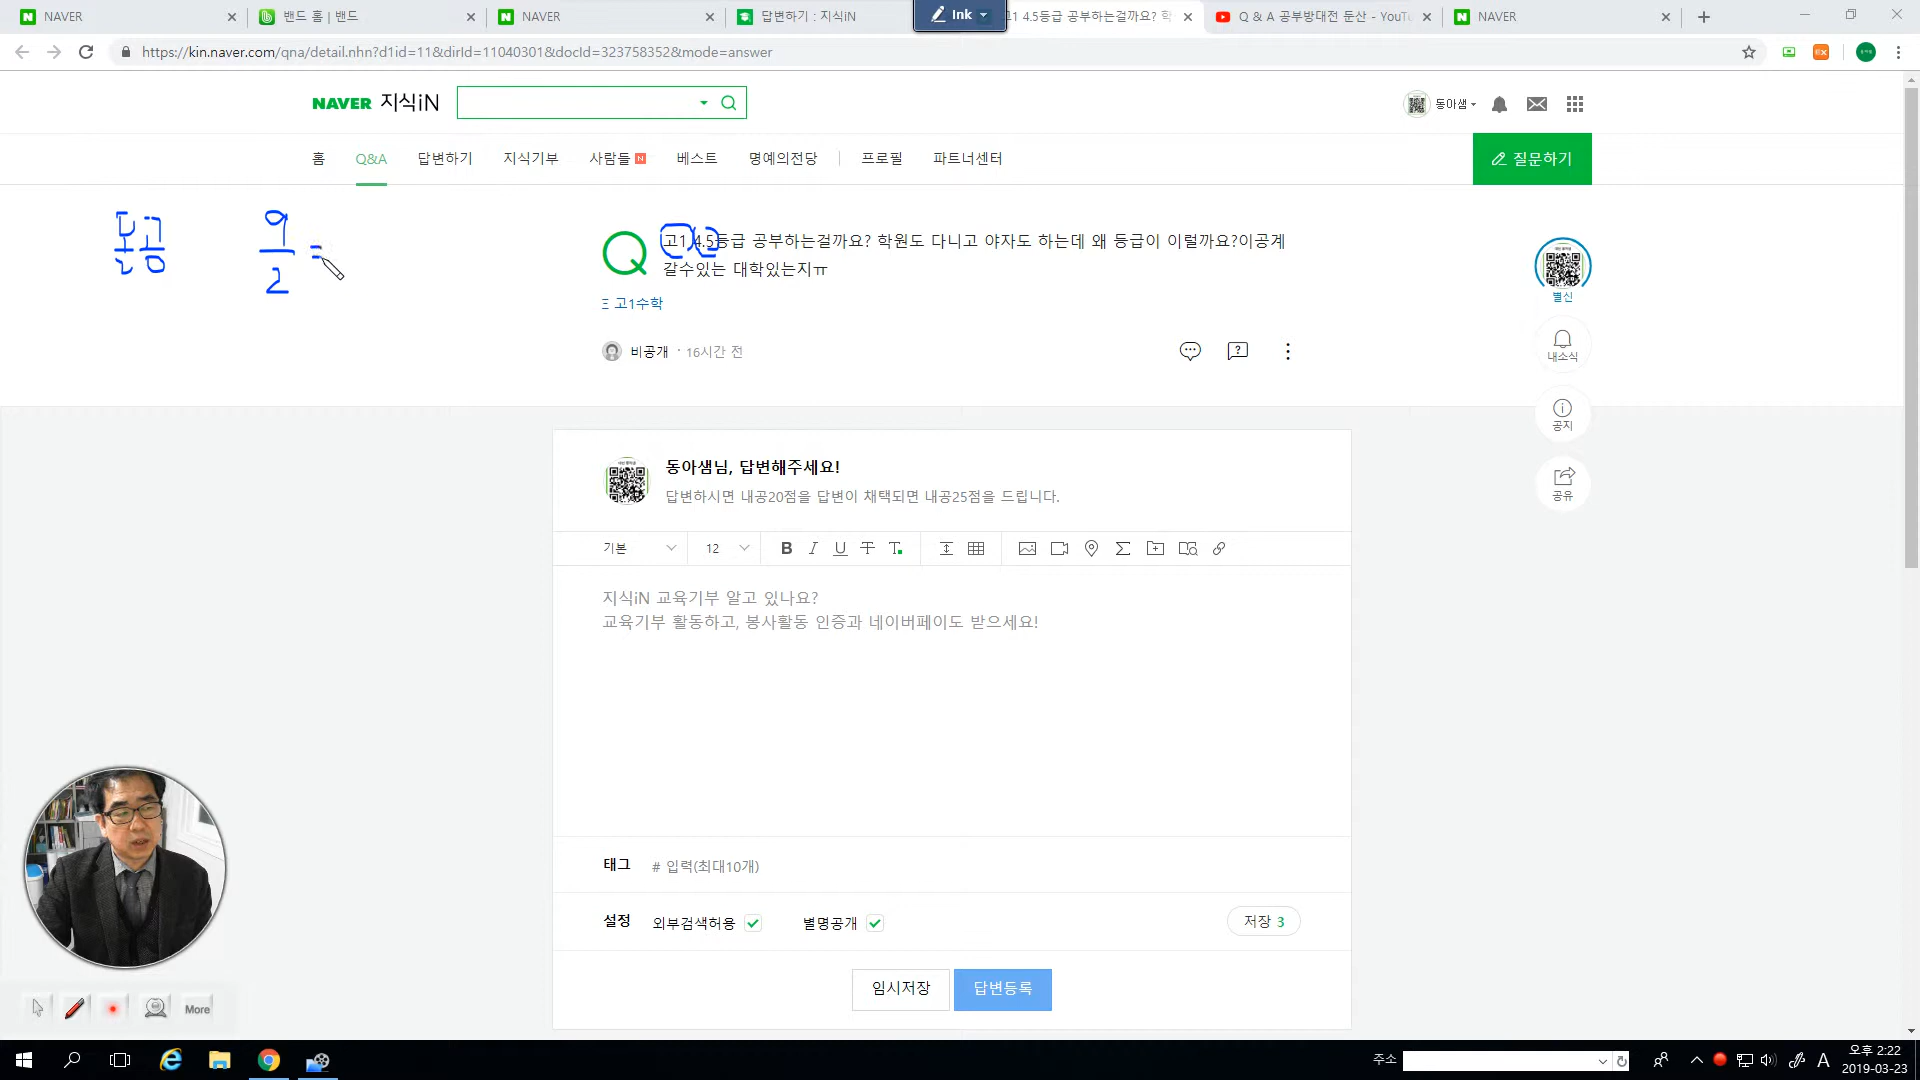 NAVER
밴드 홈 | 밴드
NAVER
답변하기 : 지식iN
Ink
1 4.5등급 공부하는걸까요? 학
Q & A 공부방대전 둔산 - YouTu
NAVER
https://kin.naver.com/qna/detail.nhn?d1id=11&dirId=11040301&docId=323758352&mode=answer
NAVER 지식iN
동아샘
홈
Q&A
답변하기
지식기부
사람들 N
베스트
명예의전당
프로필
파트너센터
질문하기
9
2
=
Q
고1 4.5등급 공부하는걸까요? 학원도 다니고 야자도 하는데 왜 등급이 이럴까요?이공계
갈수있는 대학있는지ㅠ
고1수학
비공개 · 16시간 전
별신
내소식
공지
공유
동아샘님, 답변해주세요!
답변하시면 내공20점을 답변이 채택되면 내공25점을 드립니다.
기본
12
B I U T T
지식iN 교육기부 알고 있나요?
교육기부 활동하고, 봉사활동 인증과 네이버페이도 받으세요!
태그 # 입력(최대10개)
설정 외부검색허용 별명공개 저장 3
임시저장 답변등록
More
주소
A
오후 2:22
2019-03-23